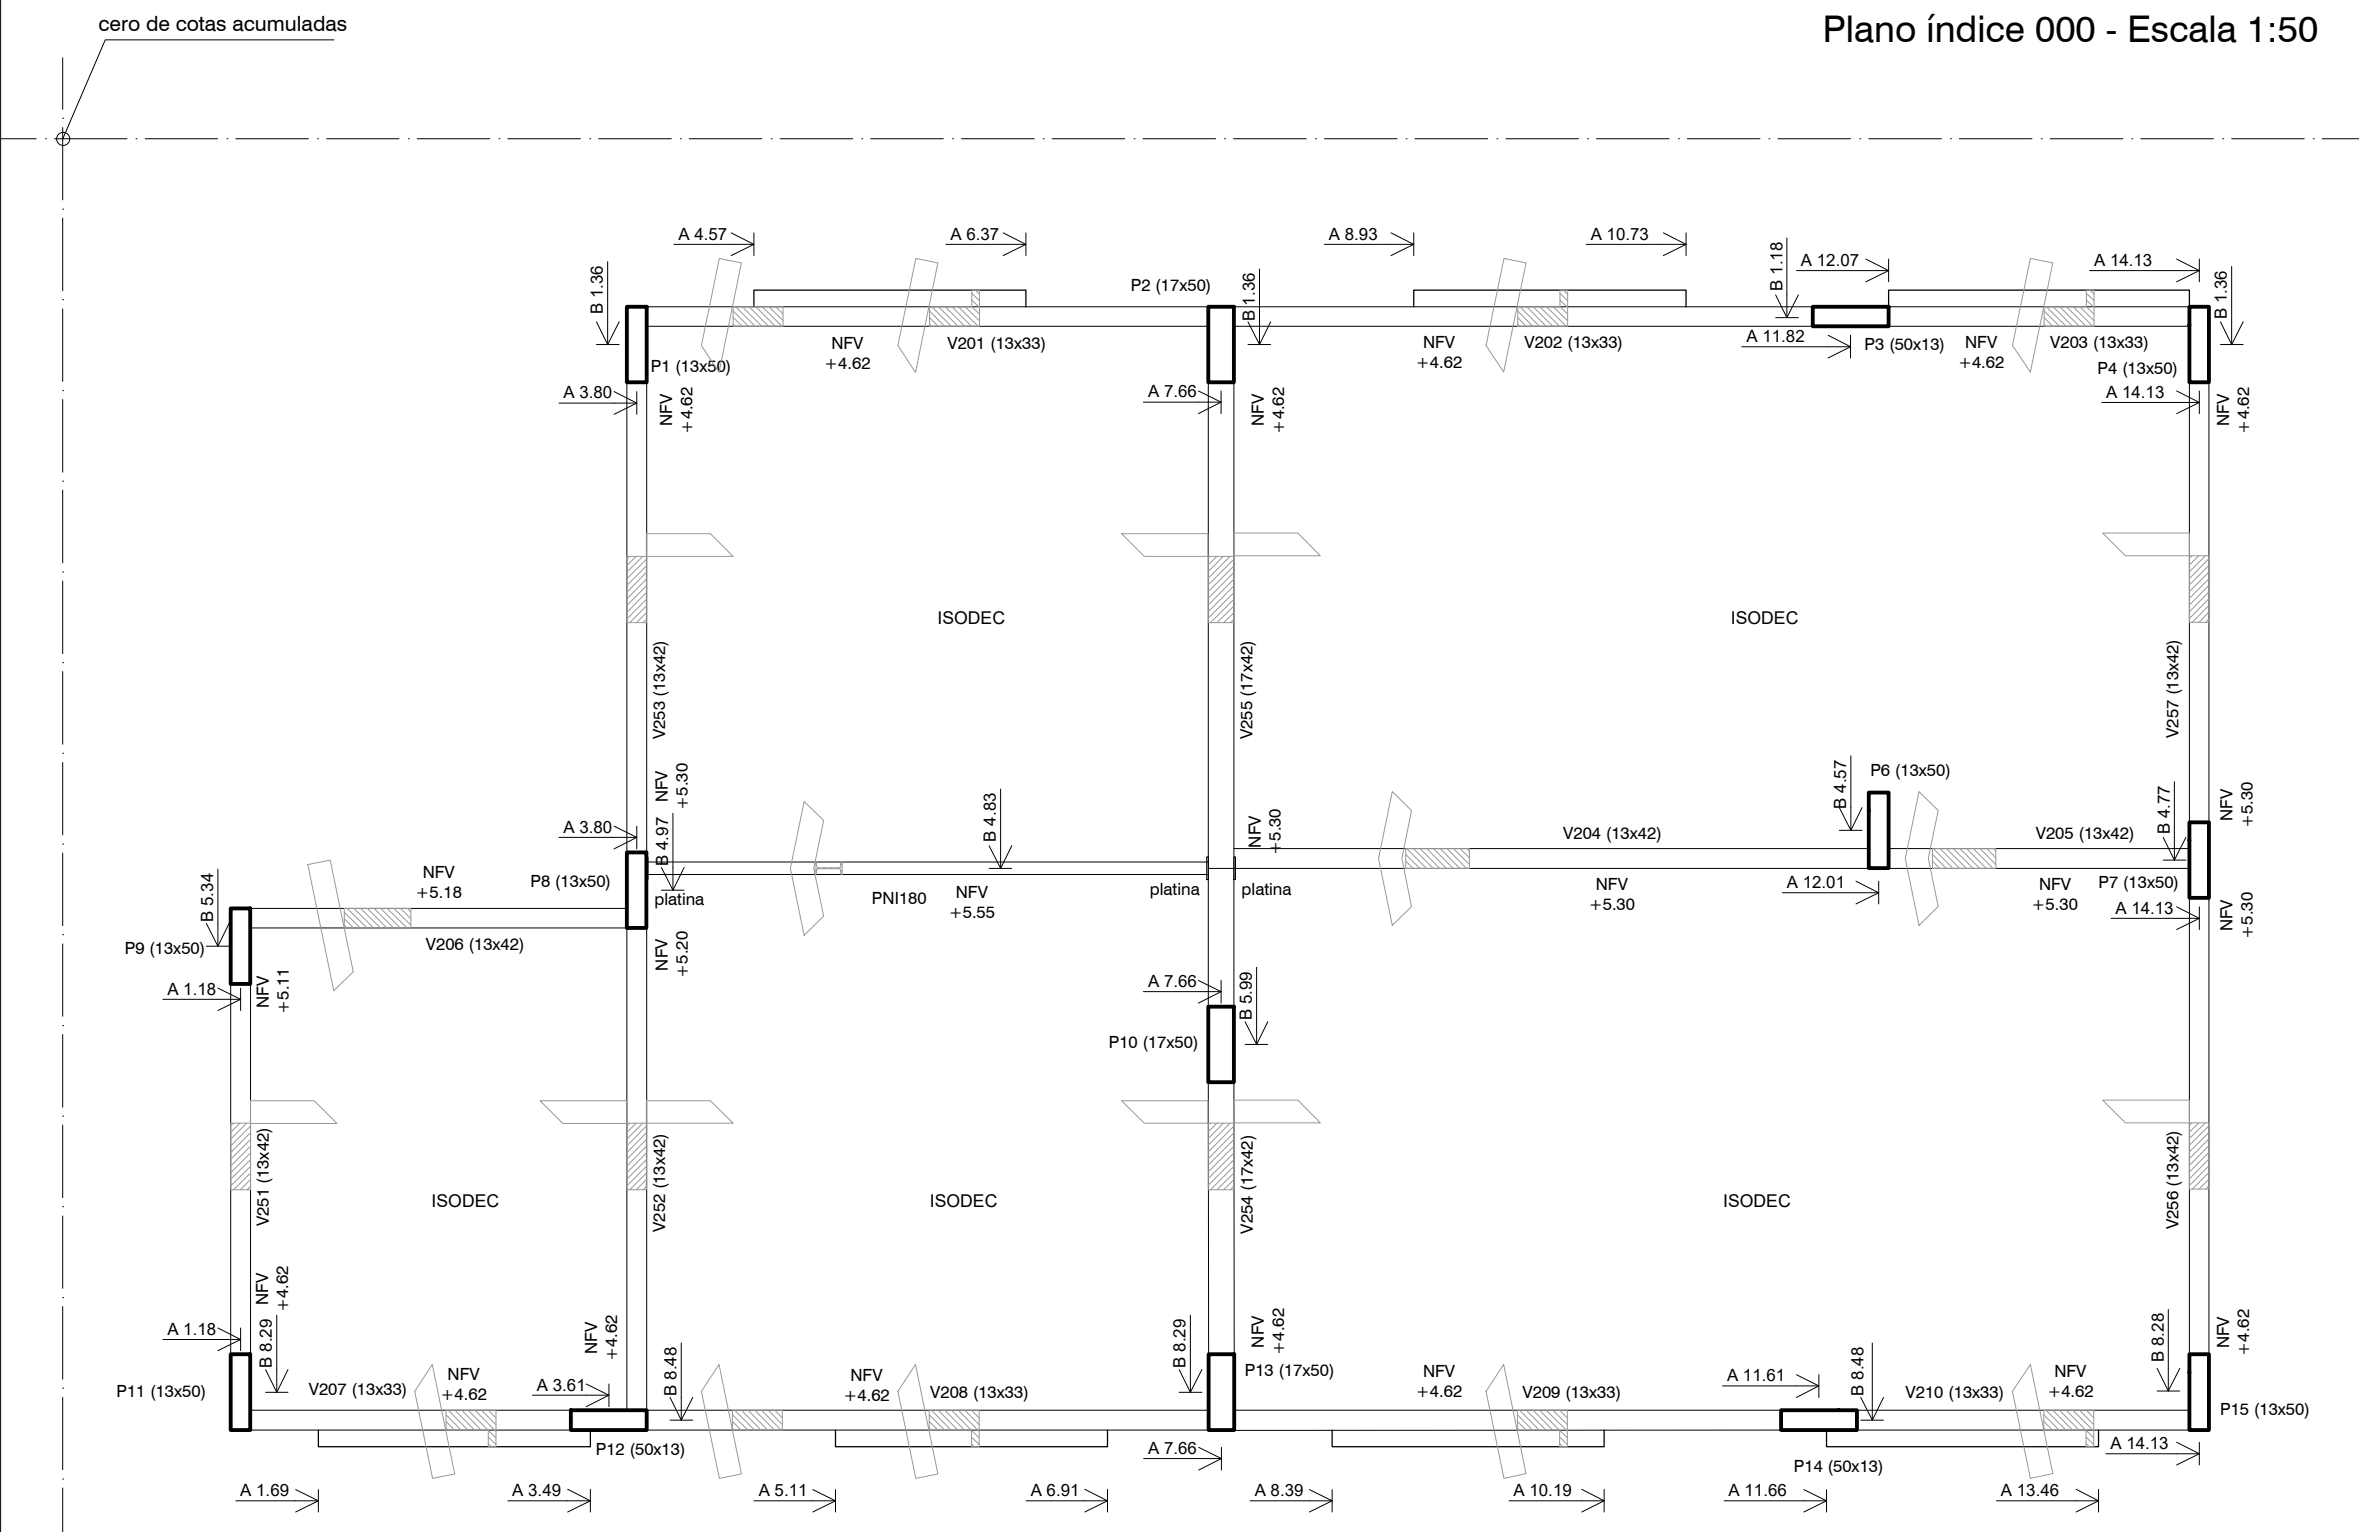 cero de cotas acumuladas
Plano índice 000 - Escala 1:50
A 4.57
A 6.37
A 8.93
A 10.73
B 1.18
A 12.07
A 14.13
B 1.36
P2 (17x50)
B 1.36
B 1.36
P1 (13x50)
NFV
+4.62
V201 (13x33)
NFV
+4.62
V202 (13x33)
A 11.82
P3 (50x13)
NFV
+4.62
V203 (13x33)
P4 (13x50)
A 3.80
NFV
+4.62
A 7.66
NFV
+4.62
A 14.13
NFV
+4.62
ISODEC
ISODEC
V253 (13x42)
V255 (17x42)
V257 (13x42)
NFV
+5.30
A 3.80
B 4.97
B 4.83
NFV
+5.30
V204 (13x42)
B 4.57
P6 (13x50)
V205 (13x42)
B 4.77
NFV
+5.30
B 5.34
NFV
+5.18
P8 (13x50)
platina
PNI180
NFV
+5.55
platina
platina
NFV
+5.30
A 12.01
NFV
+5.30
P7 (13x50)
A 14.13
NFV
+5.30
P9 (13x50)
V206 (13x42)
NFV
+5.20
A 1.18
NFV
+5.11
A 7.66
B 5.99
P10 (17x50)
V251 (13x42)
ISODEC
V252 (13x42)
ISODEC
V254 (17x42)
ISODEC
V256 (13x42)
NFV
+4.62
A 1.18
B 8.29
NFV
+4.62
B 8.48
B 8.29
NFV
+4.62
B 8.48
B 8.28
NFV
+4.62
P11 (13x50)
V207 (13x33)
NFV
+4.62
A 3.61
NFV
+4.62
V208 (13x33)
P13 (17x50)
NFV
+4.62
V209 (13x33)
A 11.61
V210 (13x33)
NFV
+4.62
P15 (13x50)
P12 (50x13)
A 7.66
P14 (50x13)
A 14.13
A 1.69
A 3.49
A 5.11
A 6.91
A 8.39
A 10.19
A 11.66
A 13.46